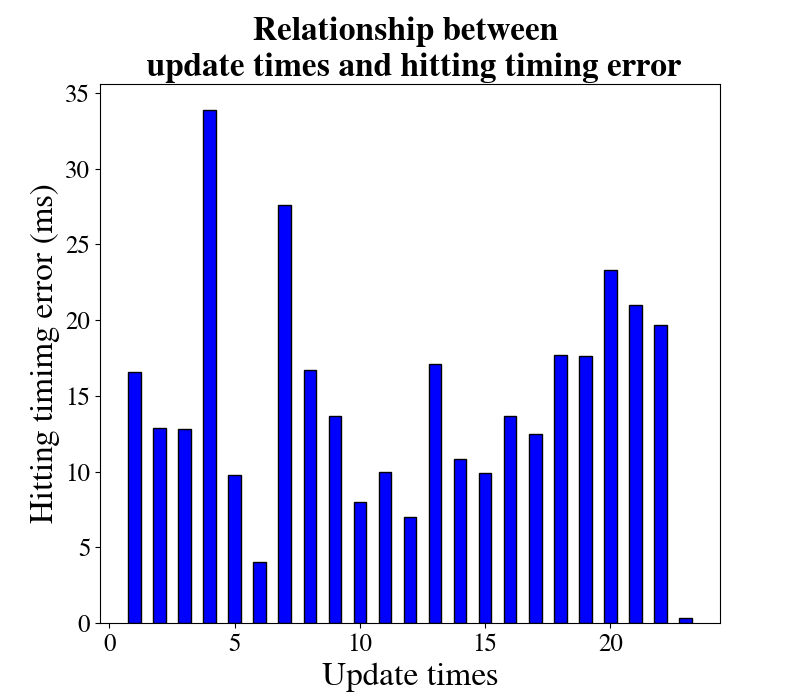 Relationship between
update times and hitting timing error
Hitting timimg error (ms)
35
30
25
20
15
10
5
0
0 5 10 15 20
Update times